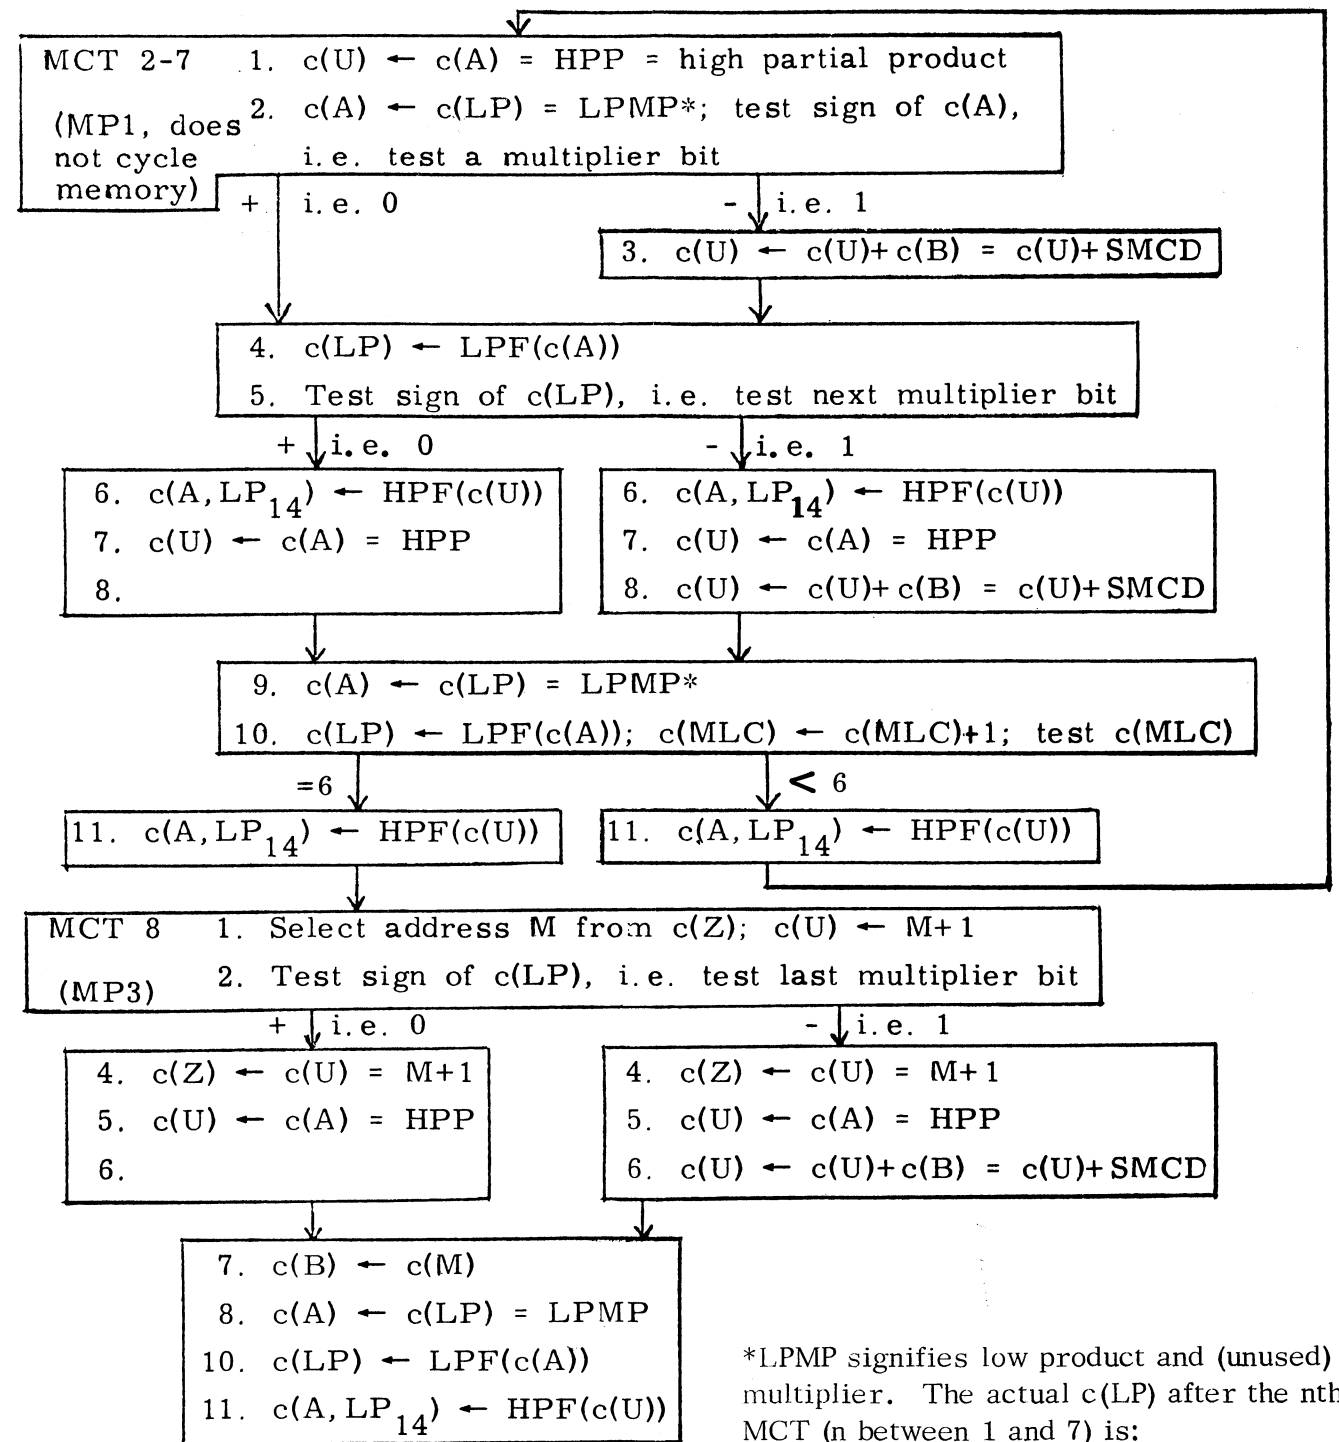 MCT 2-7 1. c(U) ← c(A) = HPP = high partial product
(MP1, does not cycle memory)
2. c(A) ← c(LP) = LPMP*; test sign of c(A),
i.e. test a multiplier bit
+ i.e. 0
- i.e. 1
3. c(U) ← c(U)+c(B) = c(U)+SMCD
4. c(LP) ← LPF(c(A))
5. Test sign of c(LP), i.e. test next multiplier bit
+ i.e. 0
- i.e. 1
6. c(A,LP14) ← HPF(c(U))
7. c(U) ← c(A) = HPP
8.
6. c(A,LP14) ← HPF(c(U))
7. c(U) ← c(A) = HPP
8. c(U) ← c(U)+c(B) = c(U)+SMCD
9. c(A) ← c(LP) = LPMP*
10. c(LP) ← LPF(c(A)); c(MLC) ← c(MLC)+1; test c(MLC)
=6
< 6
11. c(A,LP14) ← HPF(c(U))
11. c(A,LP14) ← HPF(c(U))
MCT 8 1. Select address M from c(Z); c(U) ← M+1
(MP3) 2. Test sign of c(LP), i.e. test last multiplier bit
+ i.e. 0
- i.e. 1
4. c(Z) ← c(U) = M+1
5. c(U) ← c(A) = HPP
6.
4. c(Z) ← c(U) = M+1
5. c(U) ← c(A) = HPP
6. c(U) ← c(U)+c(B) = c(U)+SMCD
7. c(B) ← c(M)
8. c(A) ← c(LP) = LPMP
10. c(LP) ← LPF(c(A))
11. c(A,LP14) ← HPF(c(U))
*LPMP signifies low product and (unused)
multiplier. The actual c(LP) after the nth
MCT (n between 1 and 7) is: